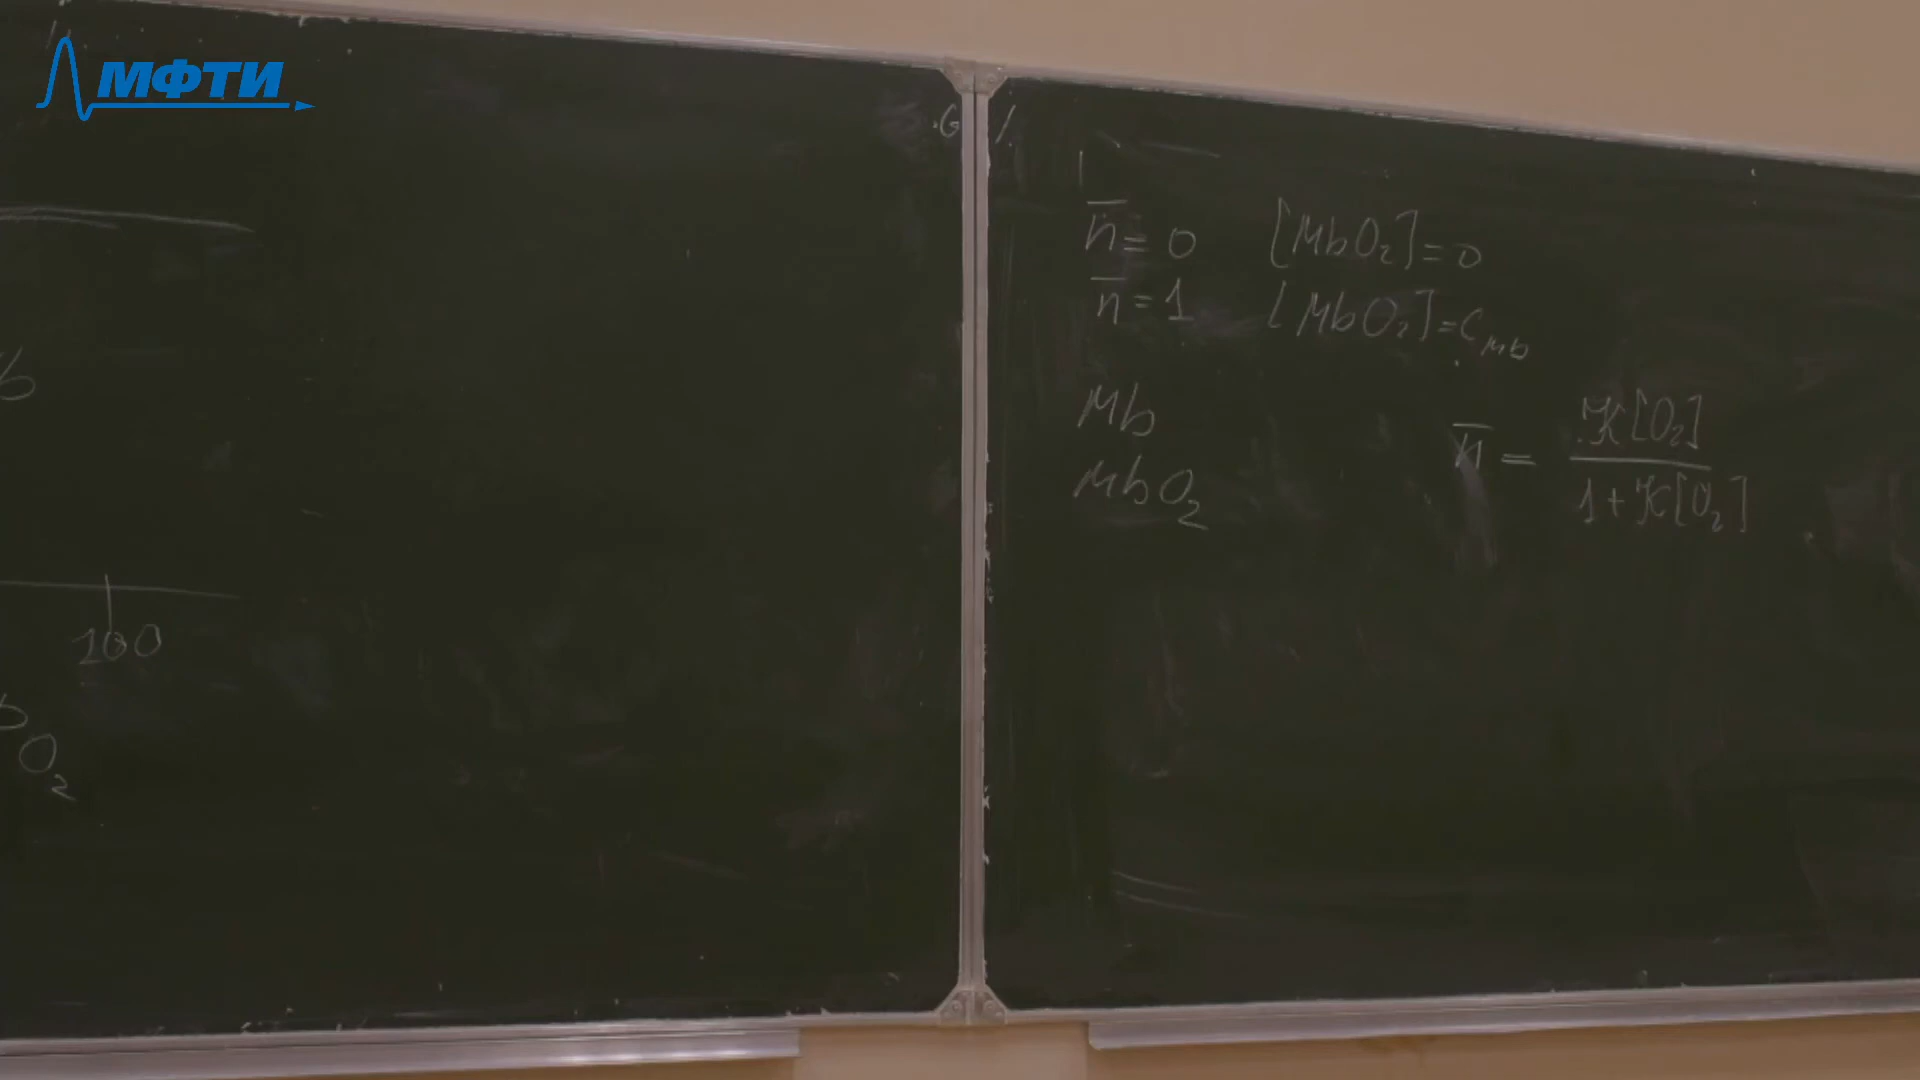 МФТИ
b
100
b
O₂
n̄ = 0 [MbO₂] = 0
n̄ = 1 [MbO₂] = C_Mb
Mb
MbO₂
n̄ = K[O₂] / (1 + K[O₂])